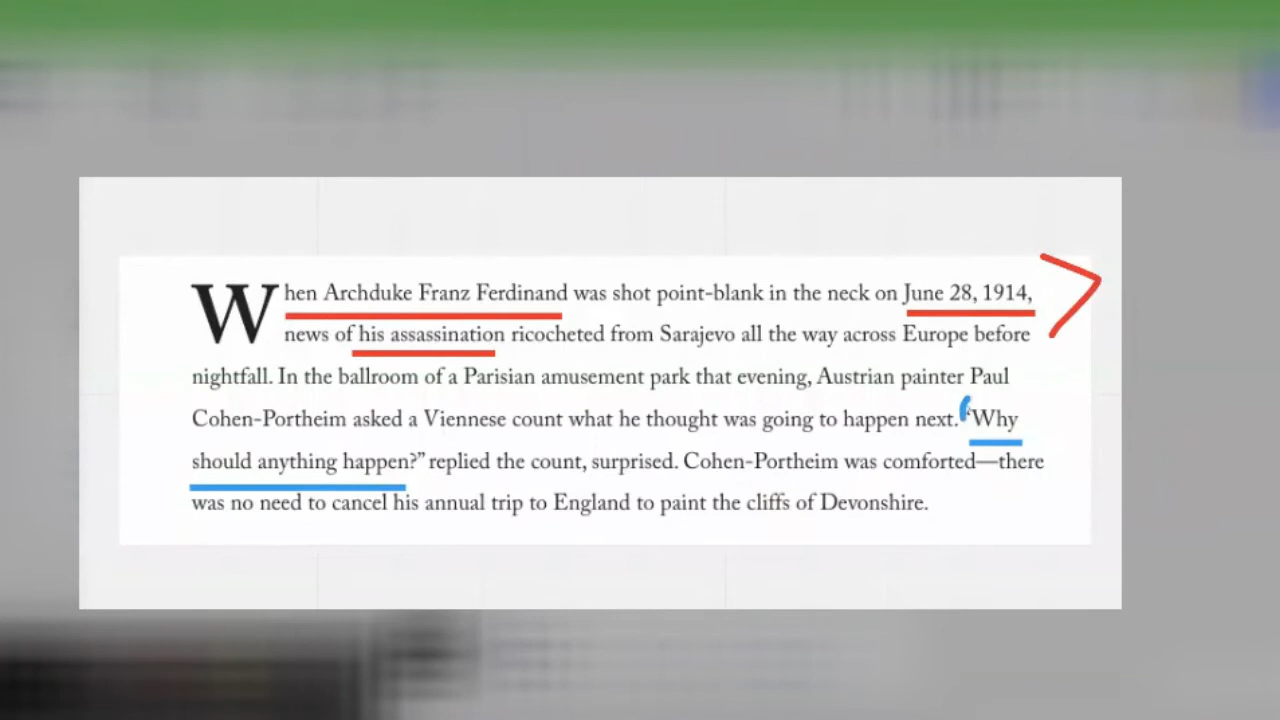 When Archduke Franz Ferdinand was shot point-blank in the neck on June 28, 1914,
news of his assassination ricocheted from Sarajevo all the way across Europe before
nightfall. In the ballroom of a Parisian amusement park that evening, Austrian painter Paul
Cohen-Portheim asked a Viennese count what he thought was going to happen next. “Why
should anything happen?” replied the count, surprised. Cohen-Portheim was comforted—there
was no need to cancel his annual trip to England to paint the cliffs of Devonshire.